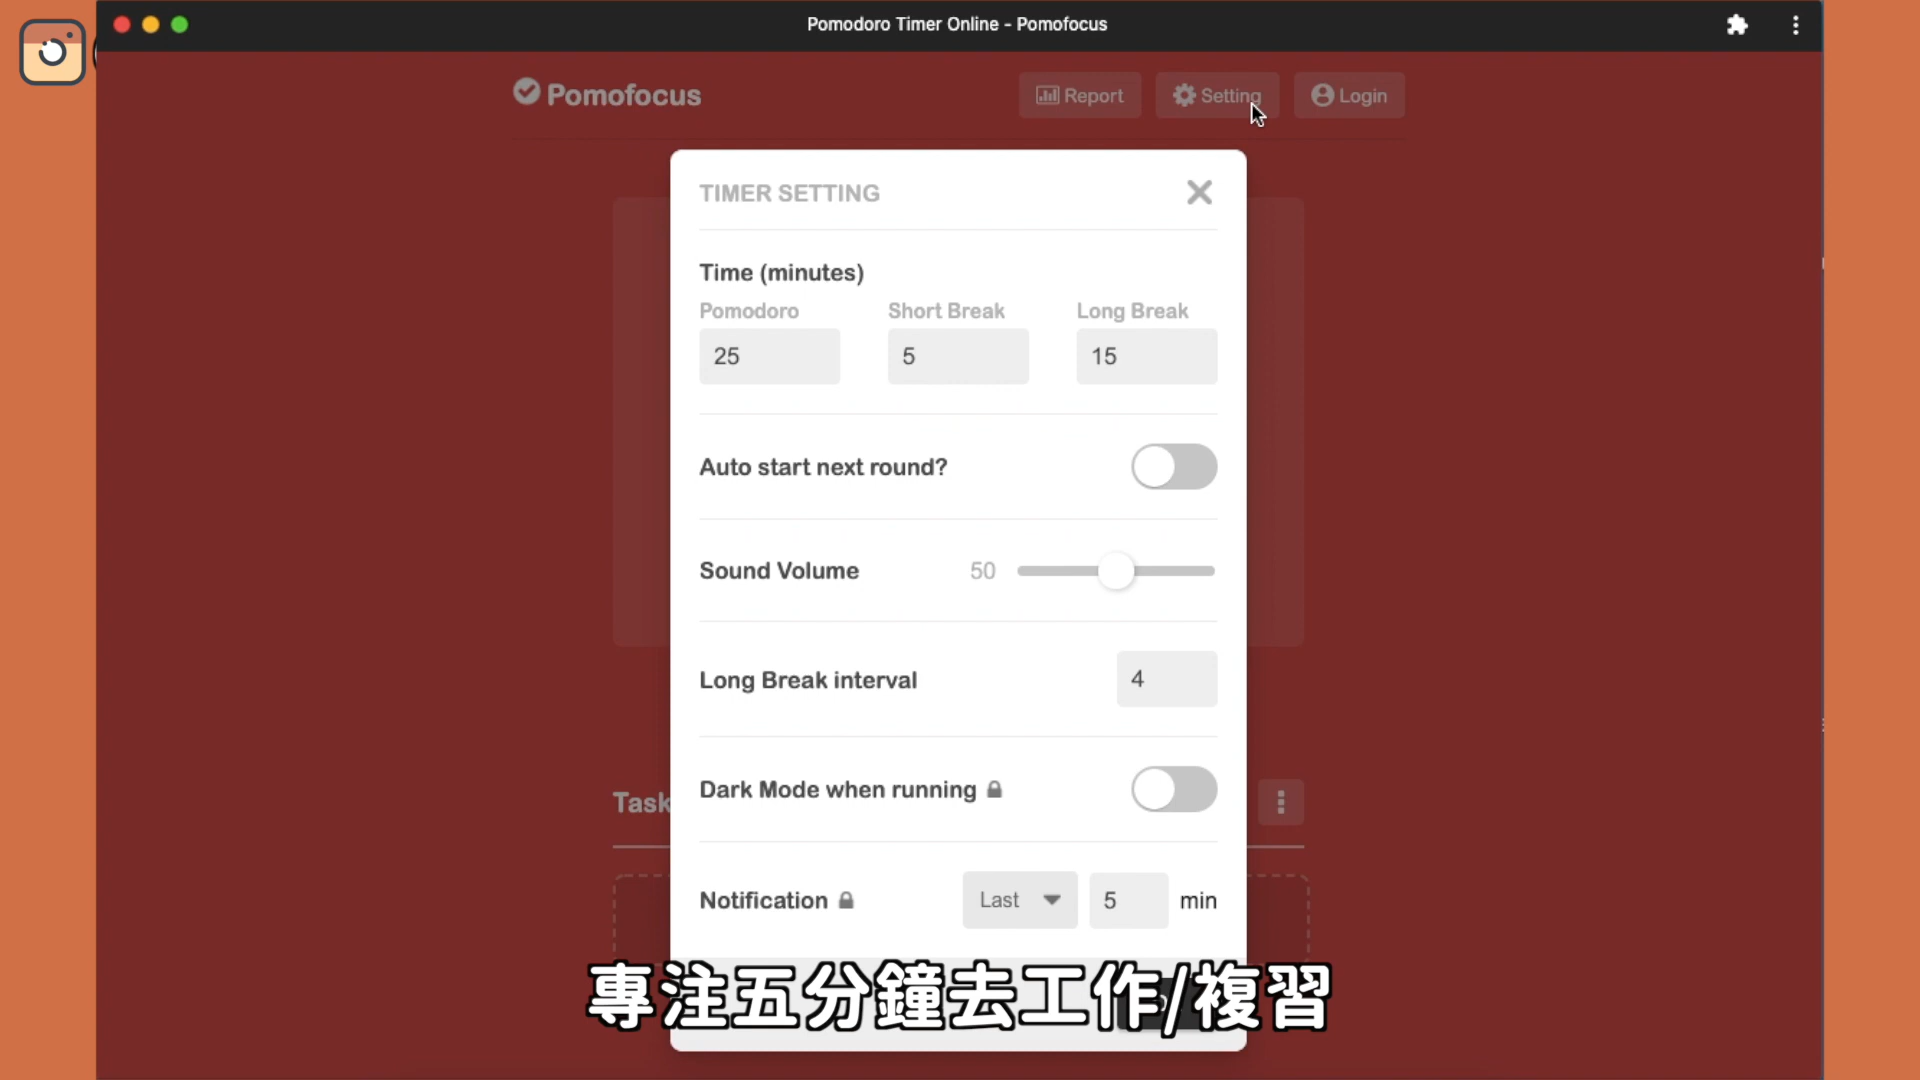 Pomodoro Timer Online - Pomofocus
Pomofocus
Report
Setting
Login
TIMER SETTING
Time (minutes)
Pomodoro
Short Break
Long Break
25
5
15
Auto start next round?
Sound Volume
50
Long Break interval
4
Dark Mode when running
Task
Notification
Last
5
min
專注五分鐘去工作/複習